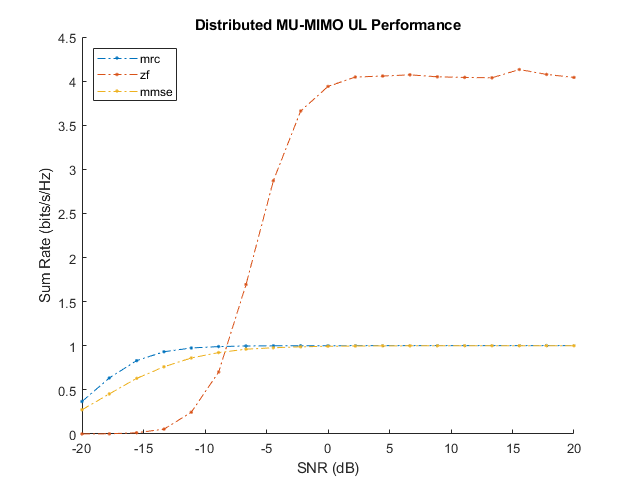 Distributed MU-MIMO UL Performance
mrc
zf
mmse
Sum Rate (bits/s/Hz)
4.5
4
3.5
3
2.5
2
1.5
1
0.5
0
-20 -15 -10 -5 0 5 10 15 20
SNR (dB)